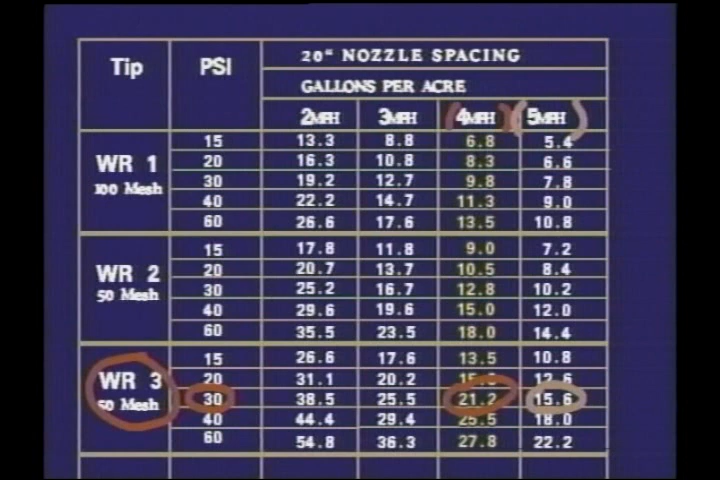 Tip PSI 20" NOZZLE SPACING
GALLONS PER ACRE
2MPH 3MPH 4MPH 5MPH
WR 1
100 Mesh
15 13.3 8.8 6.8 5.4
20 16.3 10.8 8.3 6.6
30 19.2 12.7 9.8 7.8
40 22.2 14.7 11.3 9.0
60 26.6 17.6 13.5 10.8
WR 2
50 Mesh
15 17.8 11.8 9.0 7.2
20 20.7 13.7 10.5 8.4
30 25.2 16.7 12.8 10.2
40 29.6 19.6 15.0 12.0
60 35.5 23.5 18.0 14.4
WR 3
50 Mesh
15 26.6 17.6 13.5 10.8
20 31.1 20.2 12.6
30 38.5 25.5 21.2 15.6
40 44.4 29.4 25.5 18.0
60 54.8 36.3 27.8 22.2